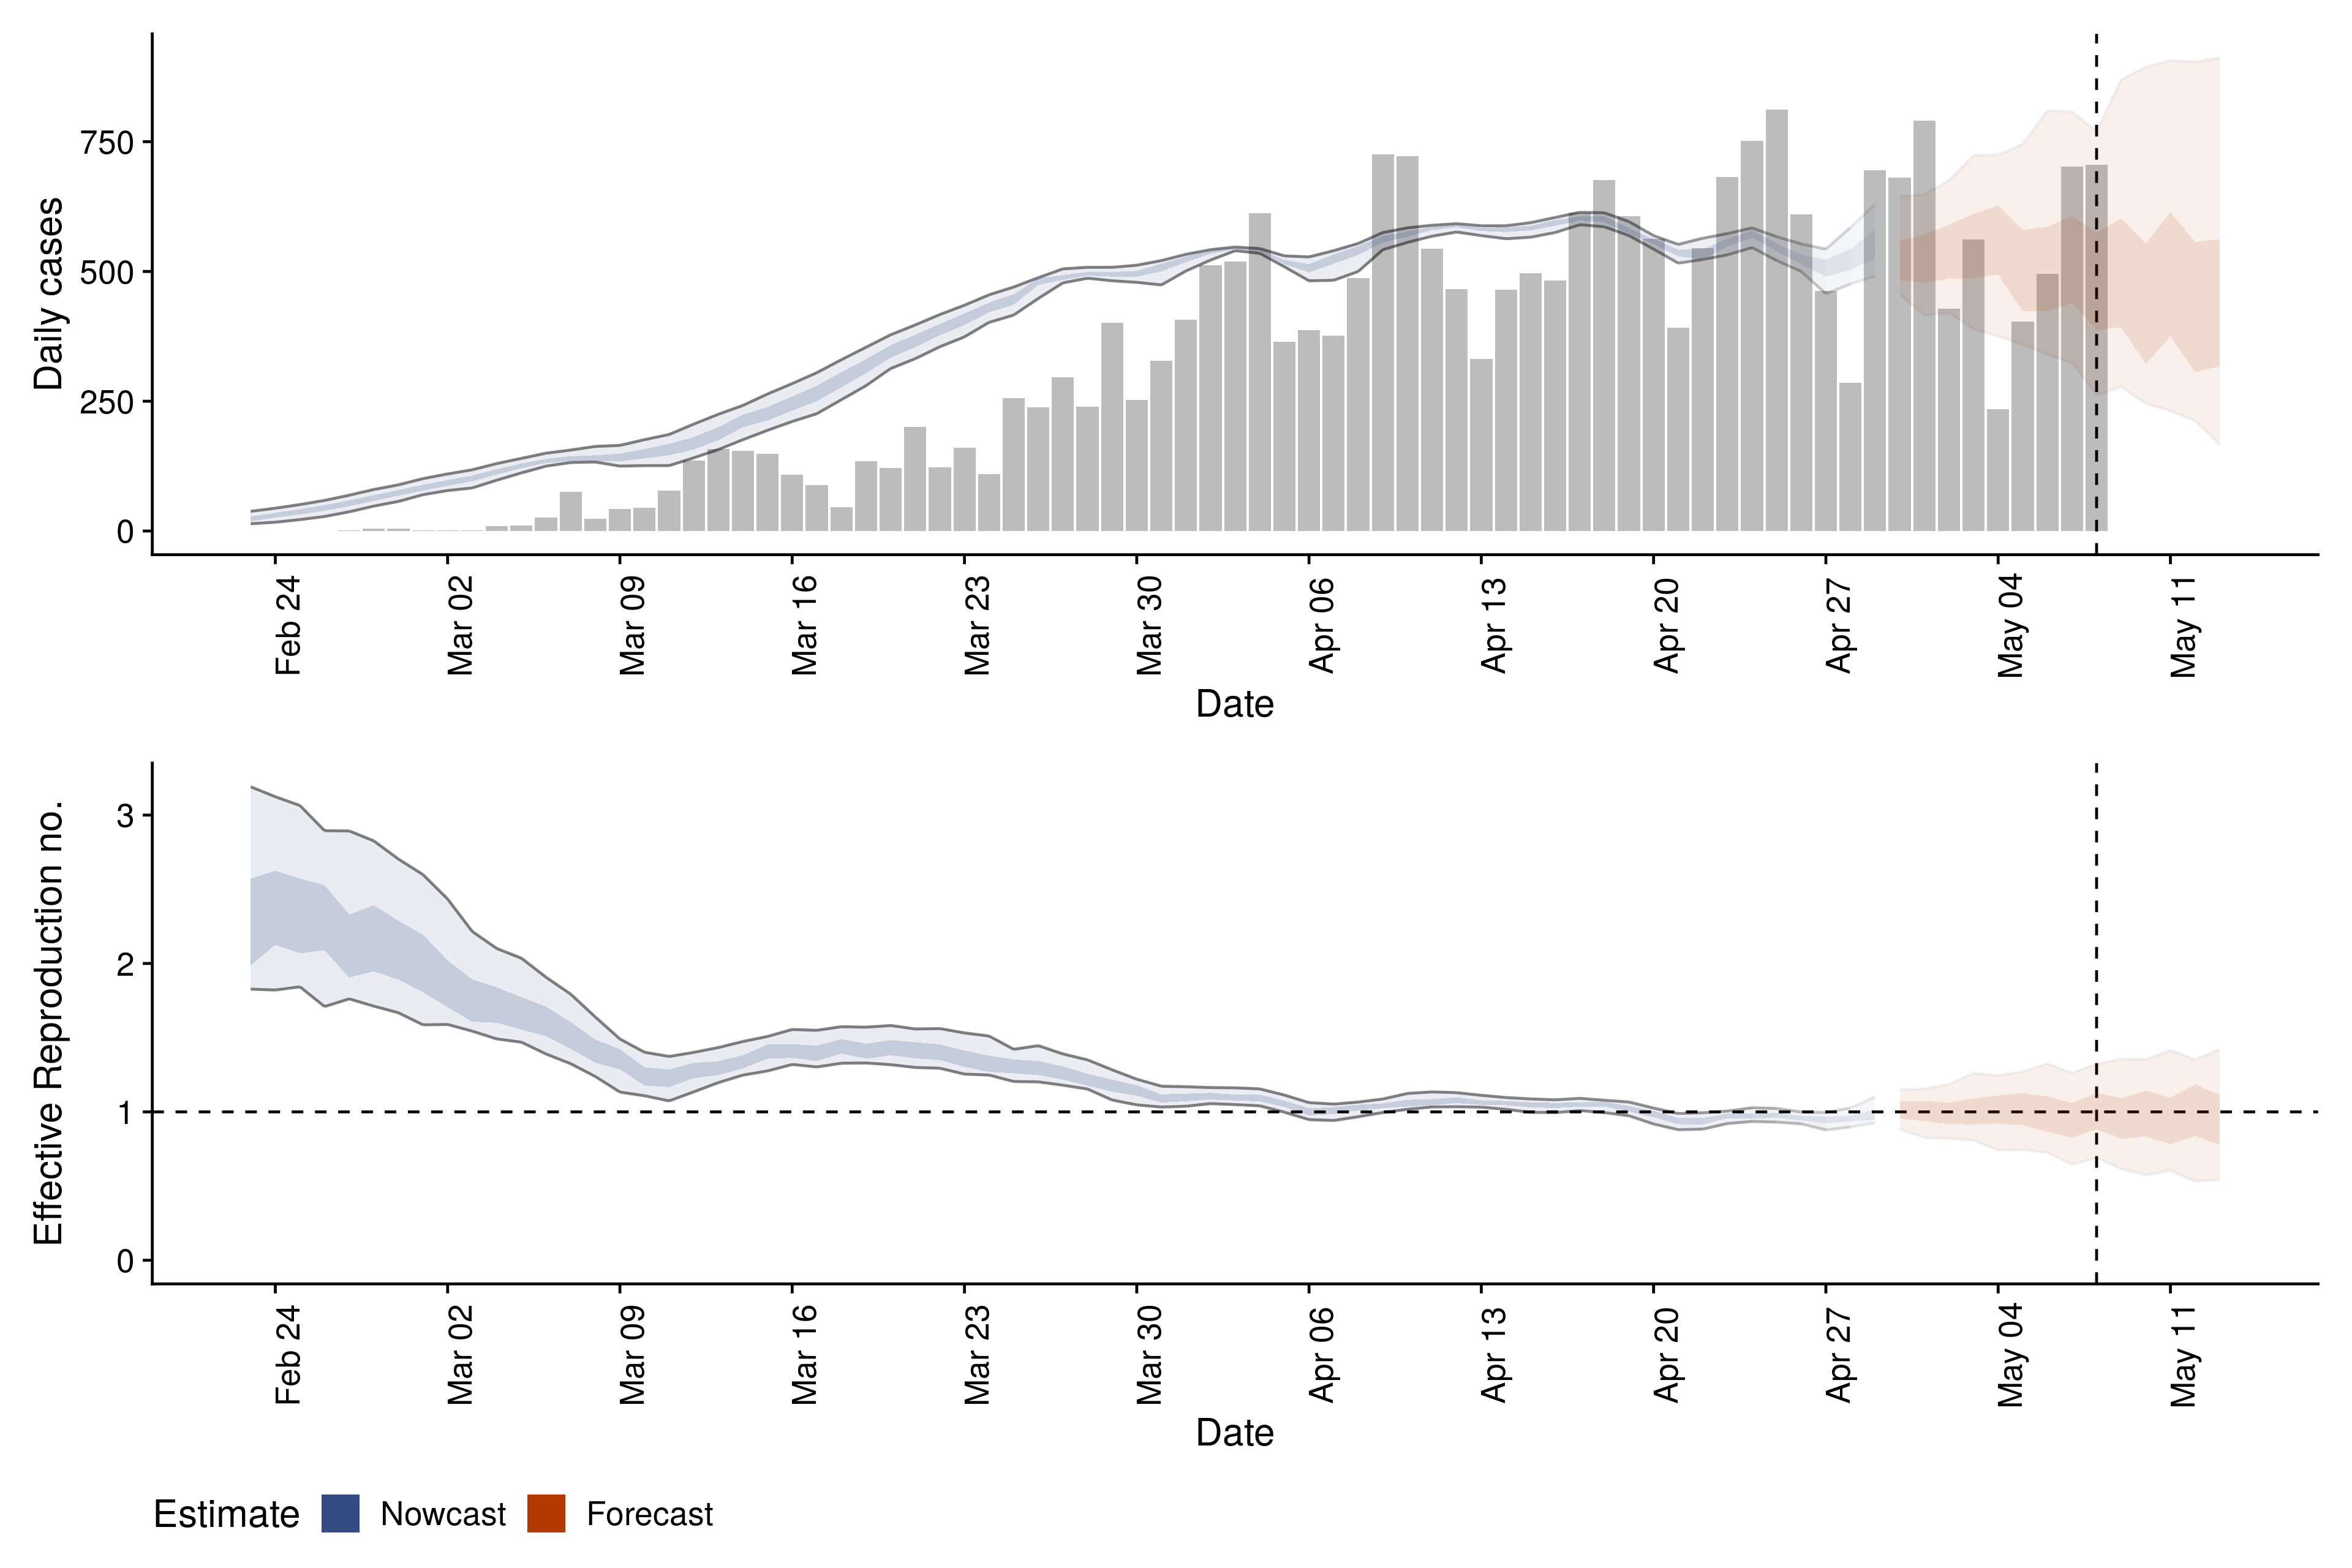 Daily cases
750
500
250
0
Feb 24
Mar 02
Mar 09
Mar 16
Mar 23
Mar 30
Apr 06
Apr 13
Apr 20
Apr 27
May 04
May 11
Date
Effective Reproduction no.
3
2
1
0
Feb 24
Mar 02
Mar 09
Mar 16
Mar 23
Mar 30
Apr 06
Apr 13
Apr 20
Apr 27
May 04
May 11
Date
Estimate Nowcast Forecast